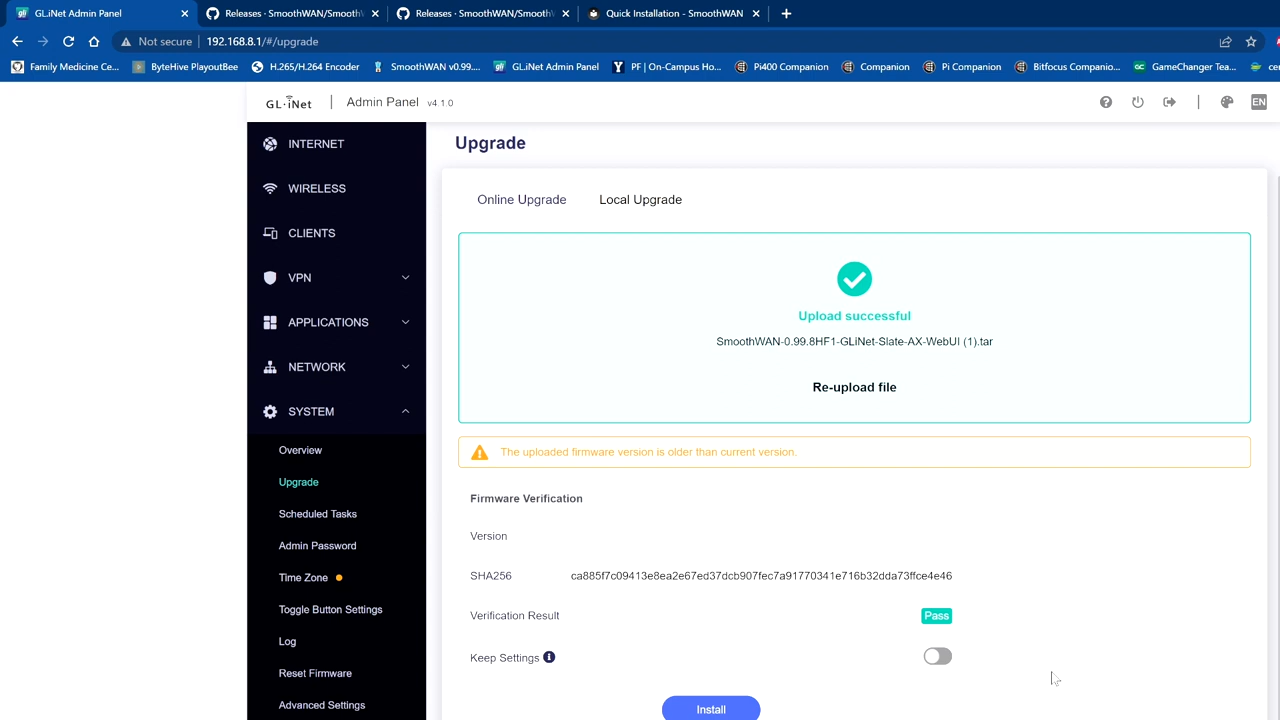 GL.iNet Admin Panel
Releases · SmoothWAN/SmoothWAN
Releases · SmoothWAN/SmoothWAN
Quick Installation - SmoothWAN
Not secure
192.168.8.1/#/upgrade
Family Medicine Ce...
ByteHive PlayoutBee
H.265/H.264 Encoder
SmoothWAN v0.99....
GL.iNet Admin Panel
PF | On-Campus Ho...
Pi400 Companion
Companion
Pi Companion
Bitfocus Companio...
GC
GameChanger Tea...
cer
GL·iNet
Admin Panel v4.1.0
EN
INTERNET
WIRELESS
CLIENTS
VPN
APPLICATIONS
NETWORK
SYSTEM
Overview
Upgrade
Scheduled Tasks
Admin Password
Time Zone
Toggle Button Settings
Log
Reset Firmware
Advanced Settings
Upgrade
Online Upgrade
Local Upgrade
Upload successful
SmoothWAN-0.99.8HF1-GLiNet-Slate-AX-WebUI (1).tar
Re-upload file
The uploaded firmware version is older than current version.
Firmware Verification
Version
SHA256 ca885f7c09413e8ea2e67ed37dcb907fec7a91770341e716b32dda73ffce4e46
Verification Result Pass
Keep Settings
Install